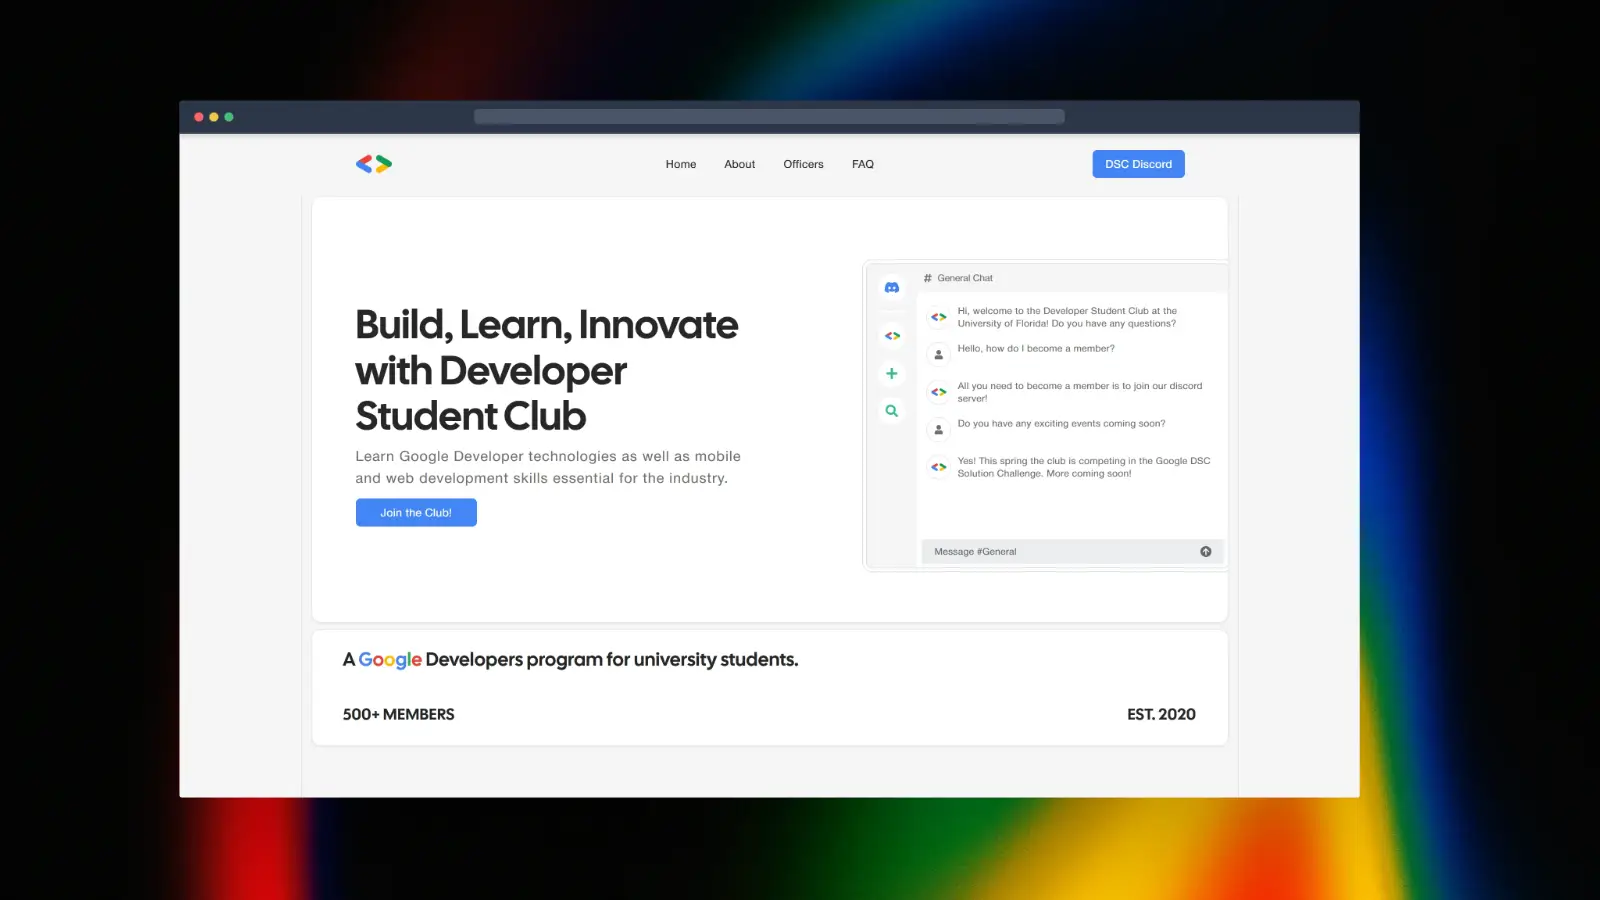 Home
About
Officers
FAQ
DSC Discord
Build, Learn, Innovate
with Developer
Student Club
Learn Google Developer technologies as well as mobile
and web development skills essential for the industry.
Join the Club!
# General Chat
Hi, welcome to the Developer Student Club at the
University of Florida! Do you have any questions?
Hello, how do I become a member?
All you need to become a member is to join our discord
server!
Do you have any exciting events coming soon?
Yes! This spring the club is competing in the Google DSC
Solution Challenge. More coming soon!
Message #General
A Google Developers program for university students.
500+ MEMBERS
EST. 2020